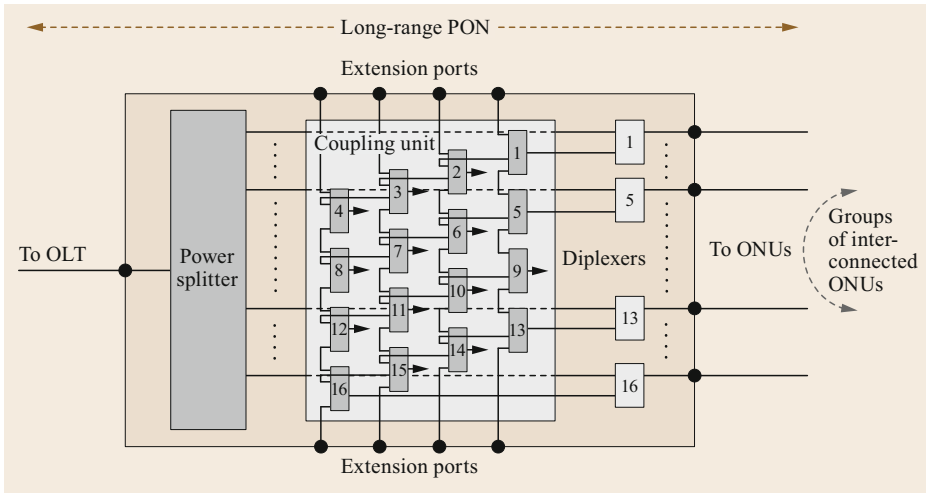 Long-range PON
Extension ports
Coupling unit
1
2
3
4
5
6
7
8
9
10
11
12
13
14
15
16
1
5
13
16
To OLT
Power
splitter
Diplexers
To ONUs
Groups
of inter-
connected
ONUs
Extension ports